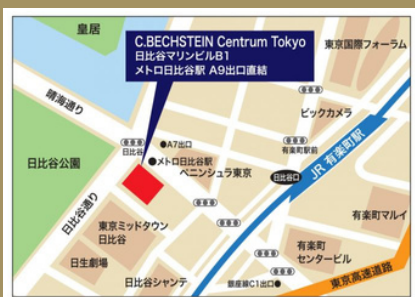 皇居
C.BECHSTEIN Centrum Tokyo
日比谷マリンビルB1
メトロ日比谷駅 A9出口直結
東京国際フォーラム
晴海通り
ビックカメラ
日比谷
A7出口
有楽町駅前
JR 有楽町駅
メトロ日比谷駅
日比谷公園
ペニンシュラ東京
日比谷口
日比谷通り
東京ミッドタウン
日比谷
有楽町マルイ
日生劇場
有楽町
センタービル
日比谷シャンテ
銀座線C1出口
東京高速道路